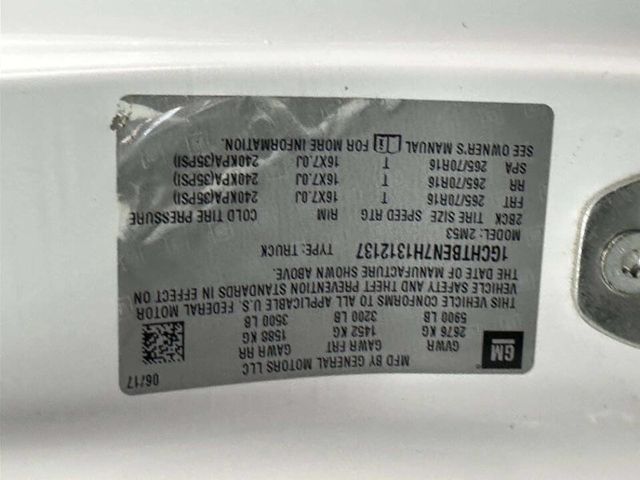 GM
MFD BY GENERAL MOTORS LLC 06/17
GVWR GAWR FRT GAWR RR
2676 KG 1452 KG 1588 KG
5900 LB 3200 LB 3500 LB
THIS VEHICLE CONFORMS TO ALL APPLICABLE U.S. FEDERAL MOTOR
VEHICLE SAFETY AND THEFT PREVENTION STANDARDS IN EFFECT ON
THE DATE OF MANUFACTURE SHOWN ABOVE.
1GCHTBEN7H1312137 TYPE: TRUCK
MODEL: 2M53
2BCK TIRE SIZE SPEED RTG RIM COLD TIRE PRESSURE
FRT 265/70R16 T 16X7.0J 240KPA(35PSI)
RR 265/70R16 T 16X7.0J 240KPA(35PSI)
SPA 265/70R16 T 16X7.0J 240KPA(35PSI)
SEE OWNER'S MANUAL FOR MORE INFORMATION.